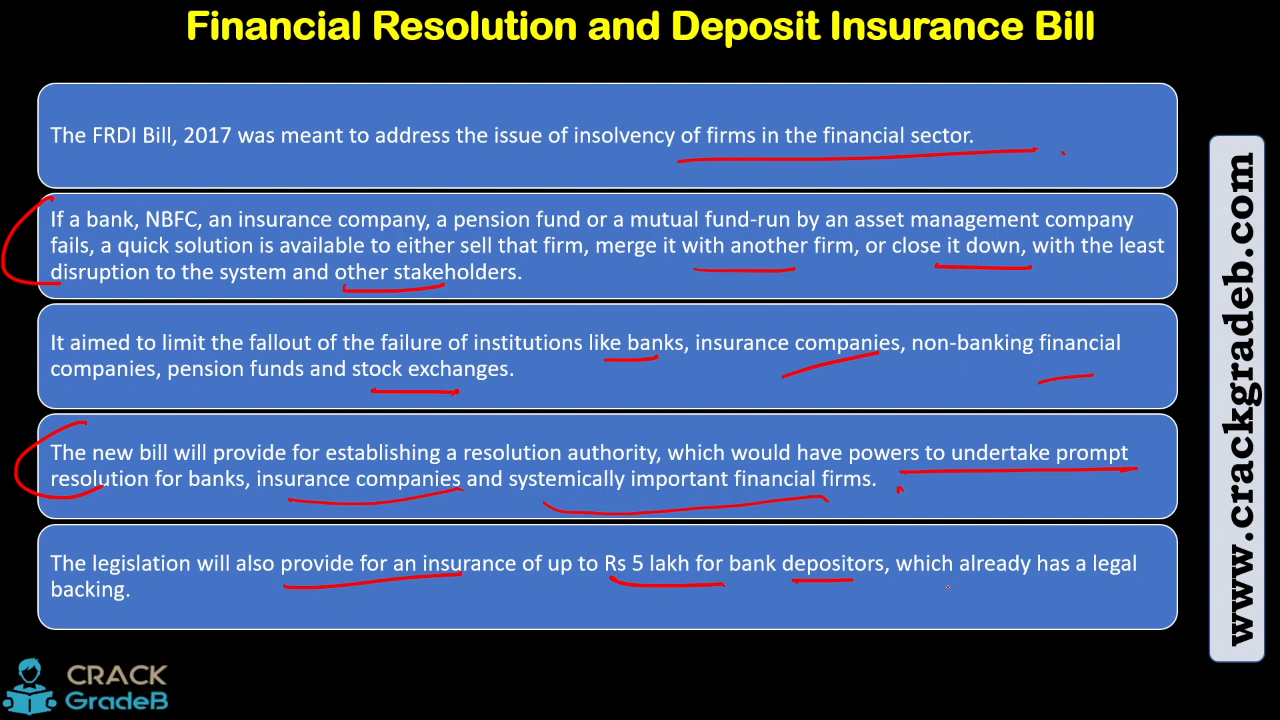 Financial Resolution and Deposit Insurance Bill
The FRDI Bill, 2017 was meant to address the issue of insolvency of firms in the financial sector.
If a bank, NBFC, an insurance company, a pension fund or a mutual fund-run by an asset management company
fails, a quick solution is available to either sell that firm, merge it with another firm, or close it down, with the least
disruption to the system and other stakeholders.
It aimed to limit the fallout of the failure of institutions like banks, insurance companies, non-banking financial
companies, pension funds and stock exchanges.
The new bill will provide for establishing a resolution authority, which would have powers to undertake prompt
resolution for banks, insurance companies and systemically important financial firms.
The legislation will also provide for an insurance of up to Rs 5 lakh for bank depositors, which already has a legal
backing.
www.crackgradeb.com
CRACK
GradeB